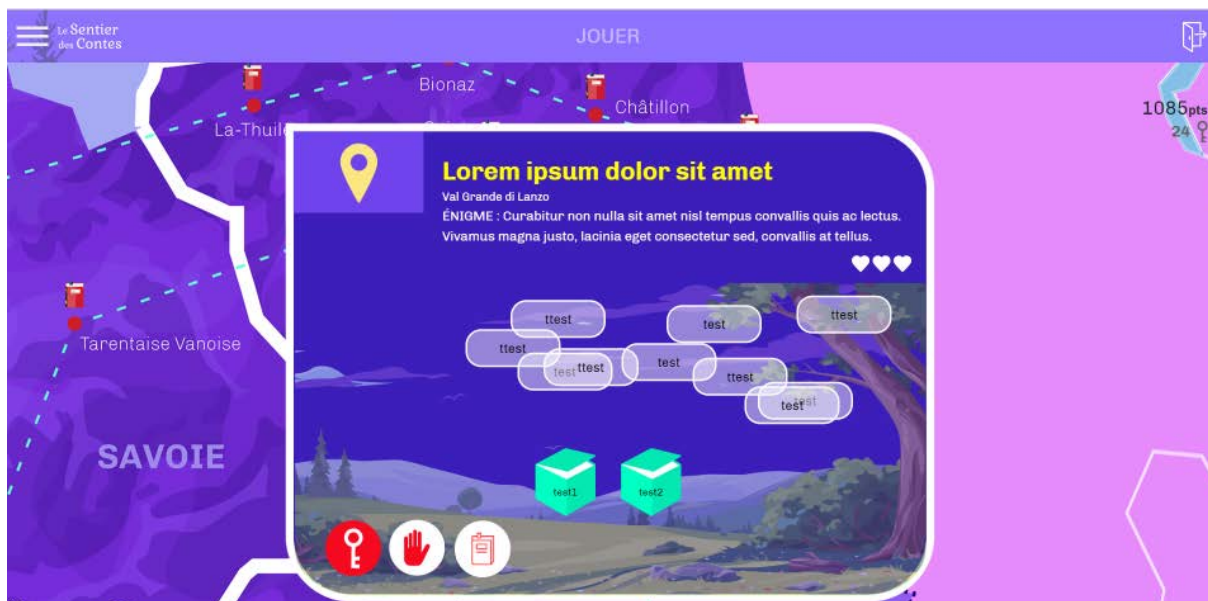 Le Sentier
des Contes
JOUER
Bionaz
Châtillon
La-Thuil
1085pts
24
Lorem ipsum dolor sit amet
Val Grande di Lanzo
ÉNIGME : Curabitur non nulla sit amet nisl tempus convallis quis ac lectus.
Vivamus magna justo, lacinia eget consectetur sed, convallis at tellus.
ttest
test
ttest
ttest
test
ttest
test
ttest
test
test
Tarentaise Vanoise
SAVOIE
test1
test2